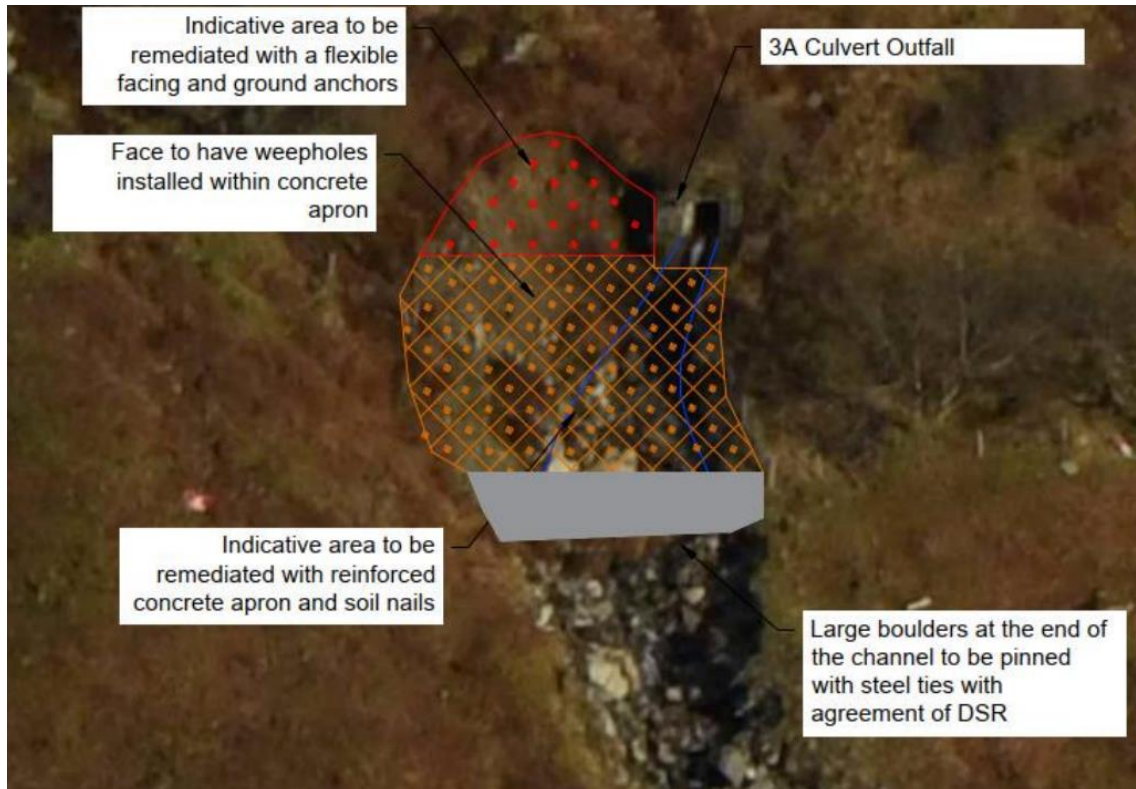 Indicative area to be
remediated with a flexible
facing and ground anchors
3A Culvert Outfall
Face to have weepholes
installed within concrete
apron
Indicative area to be
remediated with reinforced
concrete apron and soil nails
Large boulders at the end of
the channel to be pinned
with steel ties with
agreement of DSR